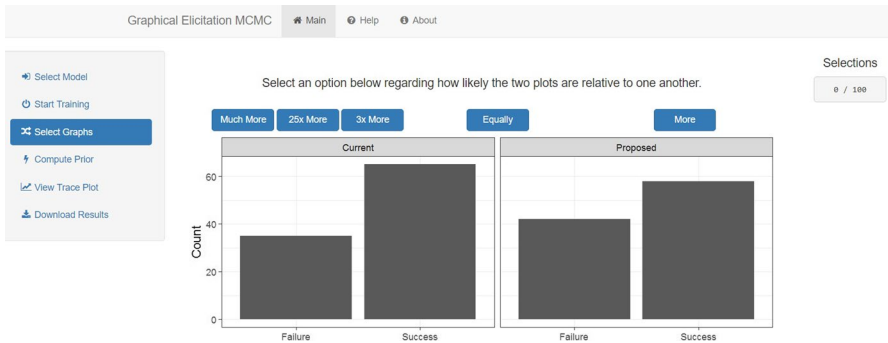 Graphical Elicitation MCMC Main Help About
Selections
0 / 100
Select Model
Start Training
Select Graphs
Compute Prior
View Trace Plot
Download Results
Select an option below regarding how likely the two plots are relative to one another.
Much More 25x More 3x More Equally More
Current Proposed
Count
60
40
20
0
Failure Success Failure Success